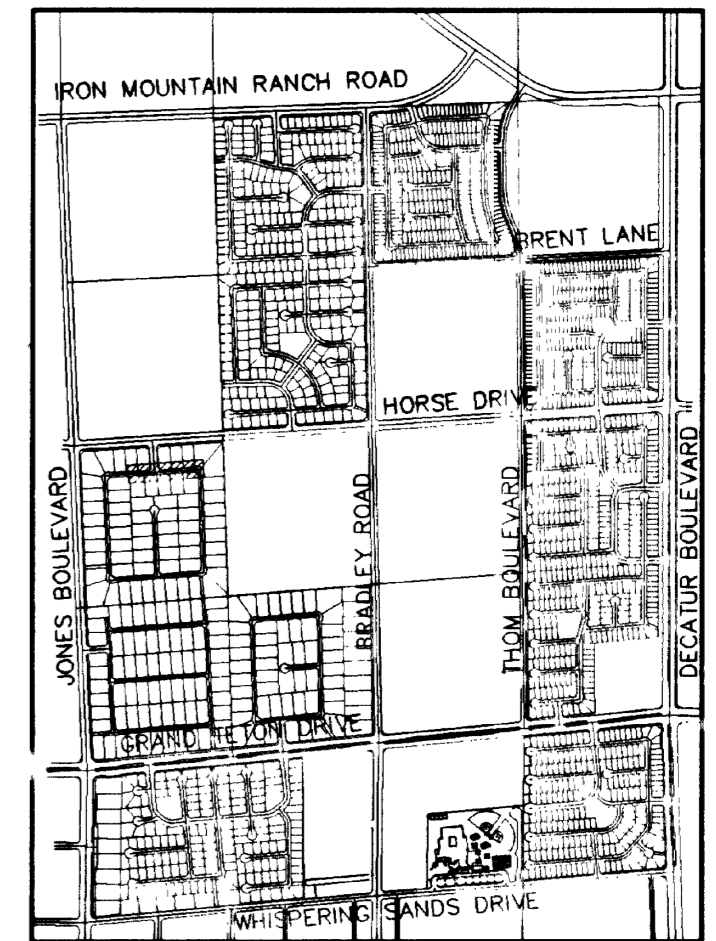 IRON MOUNTAIN RANCH ROAD
BRENT LANE
HORSE DRIVE
JONES BOULEVARD
BRADLEY ROAD
THOM BOULEVARD
DECATUR BOULEVARD
GRAND TETON DRIVE
WHISPERING SANDS DRIVE